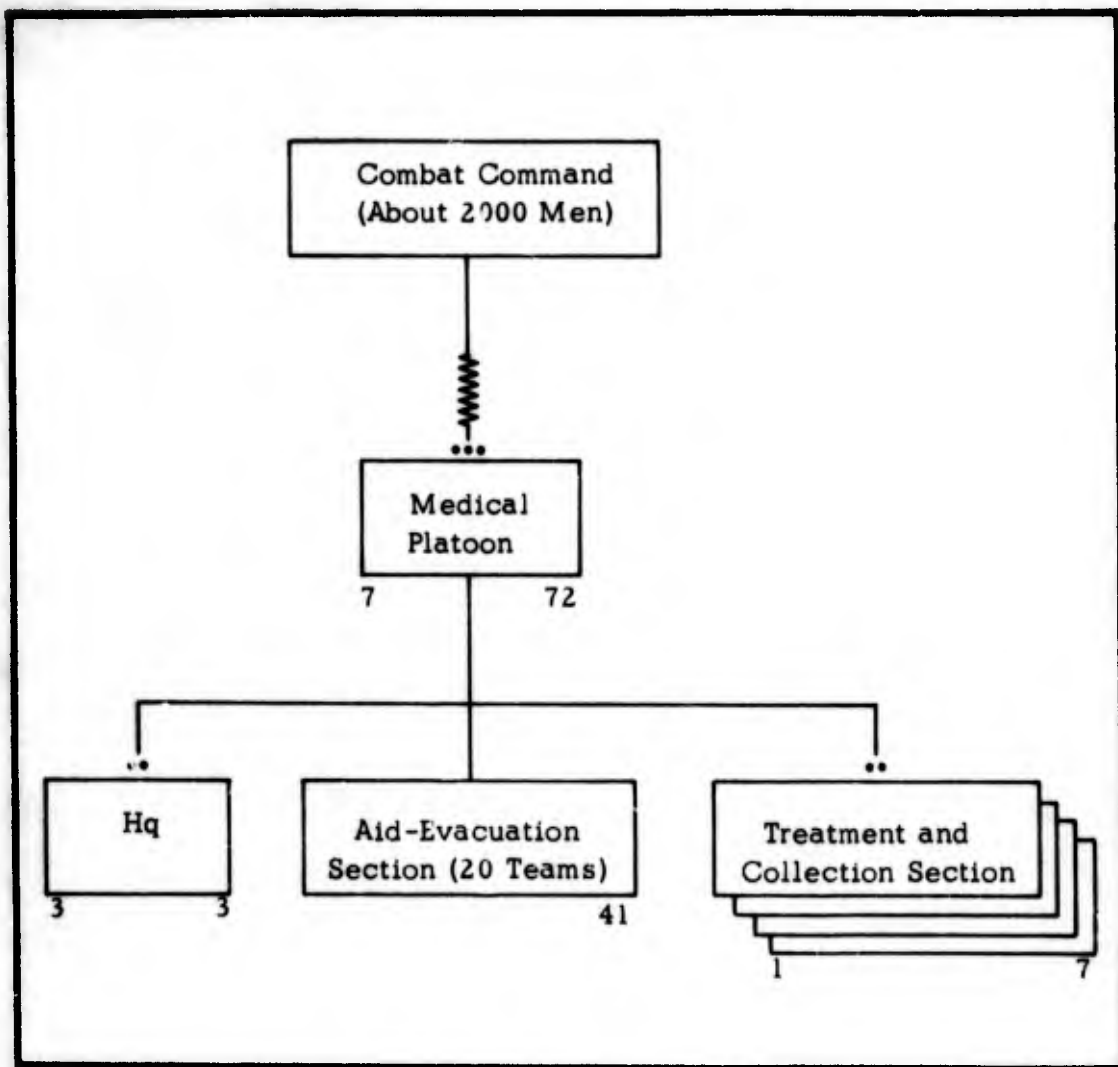 Combat Command
(About 2000 Men)
Medical
Platoon
7 72
Hq
3 3
Aid-Evacuation
Section (20 Teams)
41
Treatment and
Collection Section
1 7